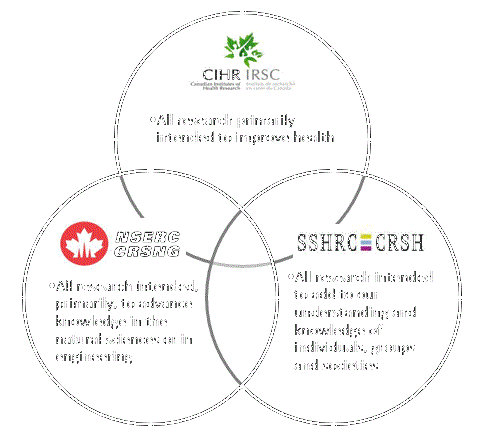 CIHR IRSC
Canadian Institutes of Health Research
Instituts de recherche en santé du Canada
All research primarily
intended to improve health
NSERC
CRSNG
All research intended,
primarily, to advance
knowledge in the
natural sciences or in
engineering.
SSHRC CRSH
All research intended
to add to our
understanding and
knowledge of
individuals, groups
and societies